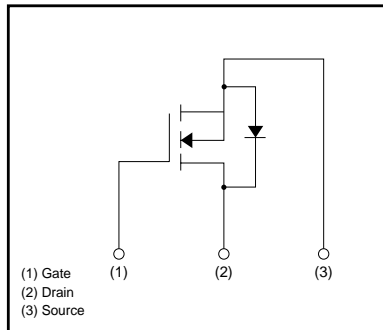 (1) Gate
(2) Drain
(3) Source
(1)
(2)
(3)